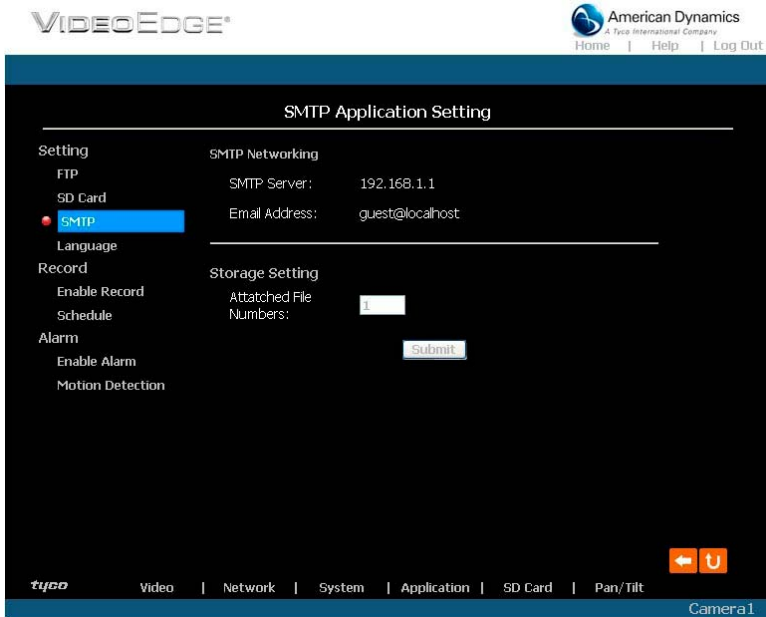 VIDEOEDGE®
American Dynamics
A Tyco International Company
Home | Help | Log Out
SMTP Application Setting
Setting
FTP
SD Card
SMTP
Language
Record
Enable Record
Schedule
Alarm
Enable Alarm
Motion Detection
SMTP Networking
SMTP Server: 192.168.1.1
Email Address: guest@localhost
Storage Setting
Attatched File
Numbers: 1
Submit
tyco Video | Network | System | Application | SD Card | Pan/Tilt
Camera1